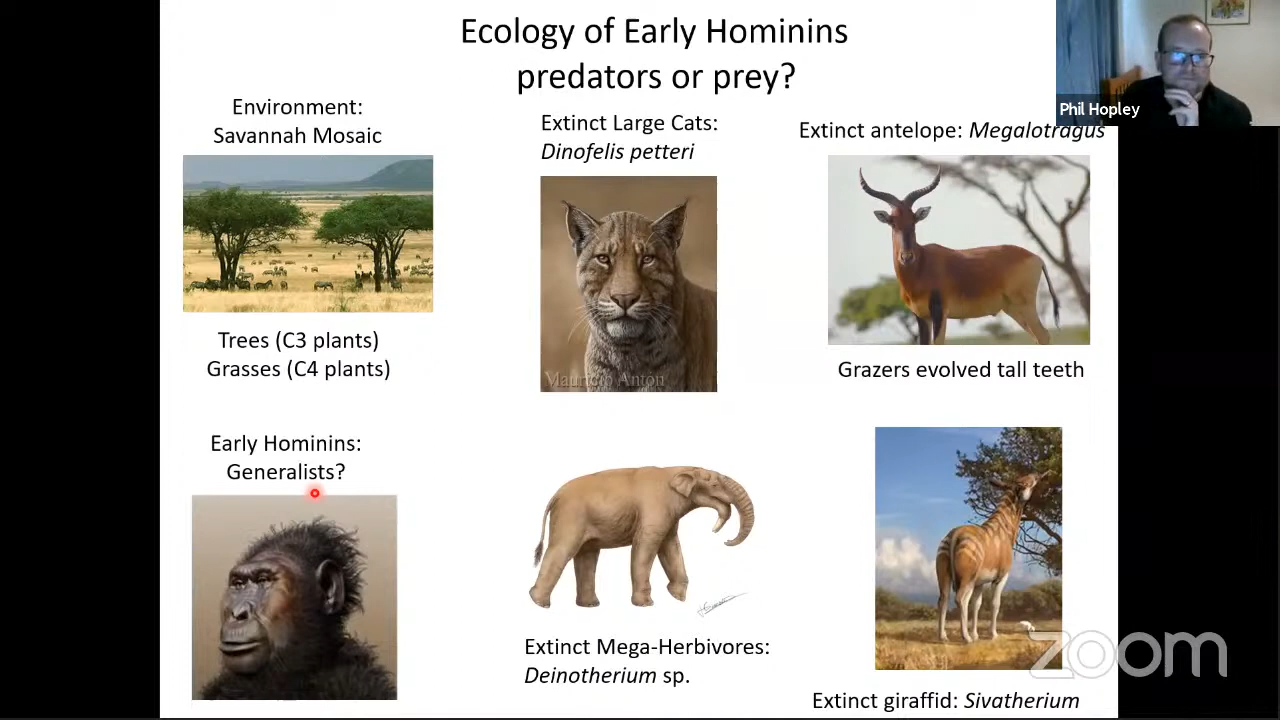 Ecology of Early Hominins
predators or prey?
Phil Hopley
Environment:
Savannah Mosaic
Extinct Large Cats:
Dinofelis petteri
Extinct antelope: Megalotragus
Mauricio Anton
Trees (C3 plants)
Grasses (C4 plants)
Grazers evolved tall teeth
Early Hominins:
Generalists?
Extinct Mega-Herbivores:
Deinotherium sp.
zoom
Extinct giraffid: Sivatherium